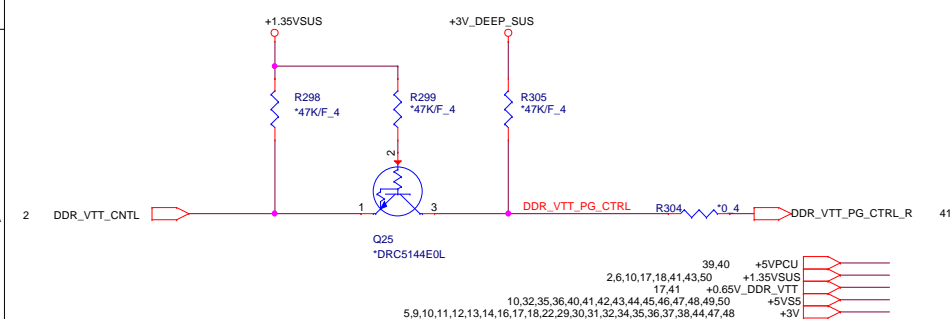 +1.35VSUS
+3V_DEEP_SUS
R298
*47K/F_4
R299
*47K/F_4
R305
*47K/F_4
2
2 DDR_VTT_CNTL
1
3
DDR_VTT_PG_CTRL
R304
*0_4
DDR_VTT_PG_CTRL_R 41
Q25
*DRC5144E0L
39,40 +5VPCU
2,6,10,17,18,41,43,50 +1.35VSUS
17,41 +0.65V_DDR_VTT
10,32,35,36,40,41,42,43,44,45,46,47,48,49,50 +5VS5
5,9,10,11,12,13,14,16,17,18,22,29,30,31,32,34,35,36,37,38,44,47,48 +3V